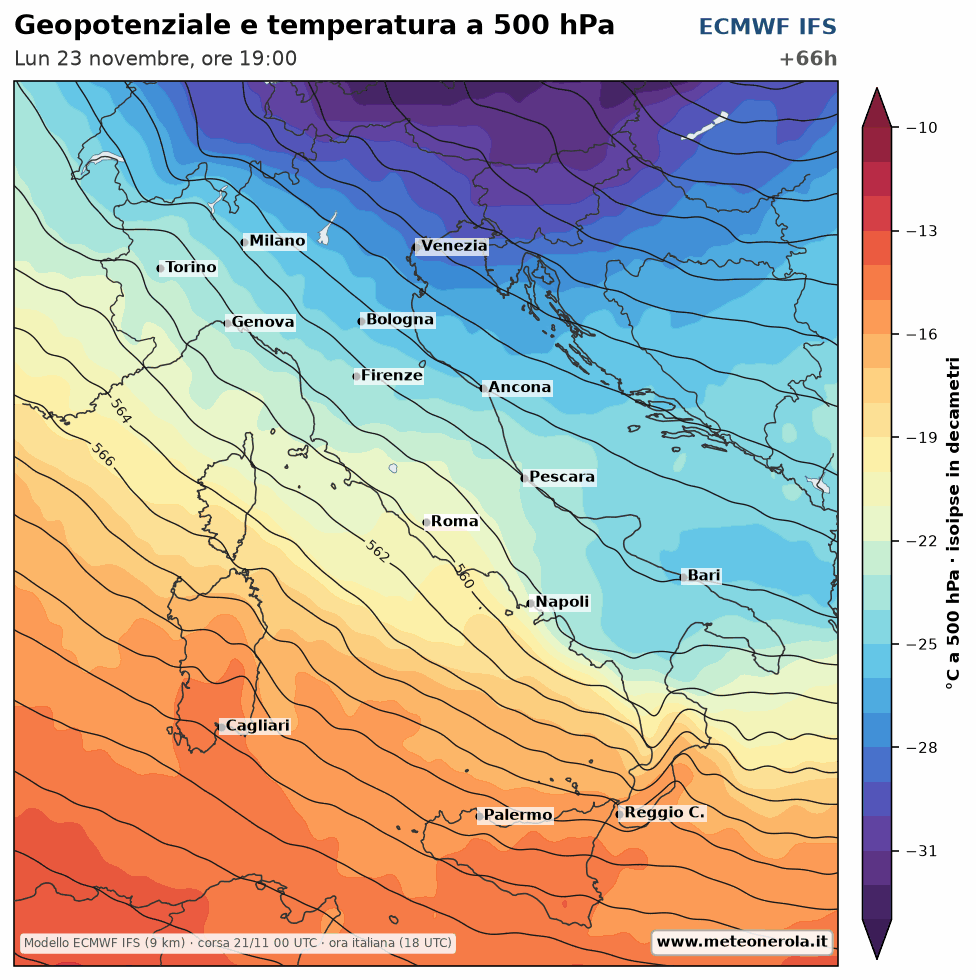 Geopotenziale e temperatura a 500 hPa
ECMWF IFS
Lun 23 novembre, ore 19:00
+66h
−10
−13
−16
−19
−22
−25
−28
−31
°C a 500 hPa · isoipse in decametri
Milano
Venezia
Torino
Genova
Bologna
Firenze
Ancona
564
566
Pescara
Roma
562
560
Bari
Napoli
Cagliari
Palermo
Reggio C.
Modello ECMWF IFS (9 km) · corsa 21/11 00 UTC · ora italiana (18 UTC)
www.meteonerola.it